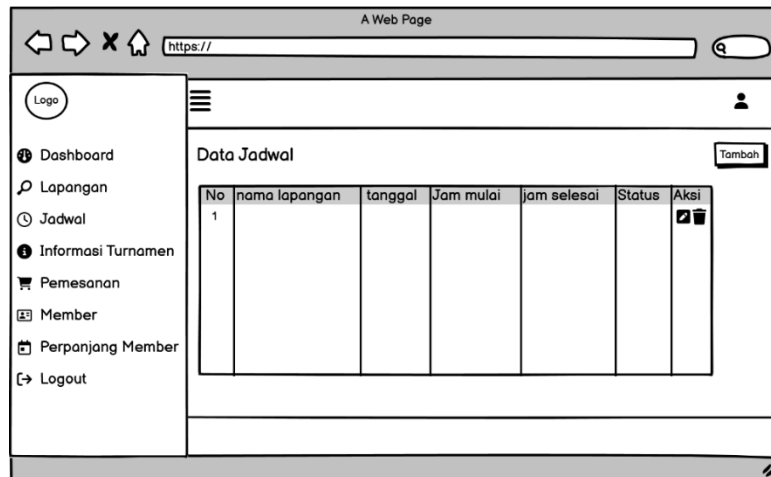 A Web Page
https://
Logo
Dashboard
Lapangan
Jadwal
Informasi Turnamen
Pemesanan
Member
Perpanjang Member
Logout
Data Jadwal
Tambah
No nama lapangan tanggal Jam mulai jam selesai Status Aksi
1